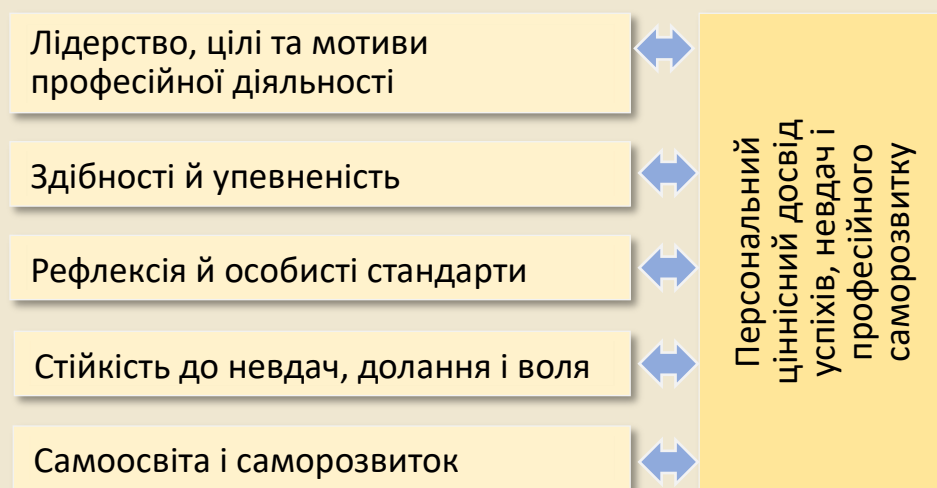 Лідерство, цілі та мотиви
професійної діяльності
Здібності й упевненість
Рефлексія й особисті стандарти
Стійкість до невдач, долання і воля
Самоосвіта і саморозвиток
Персональний
ціннісний досвід
успіхів, невдач і
професійного
саморозвитку